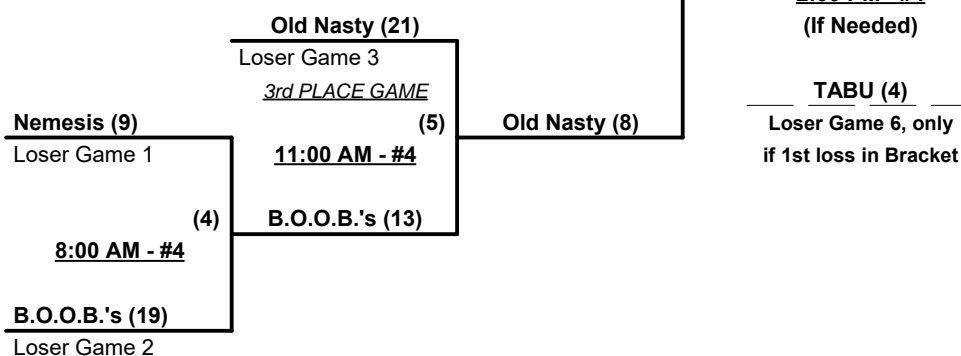 Old Nasty (21)
(If Needed)
Loser Game 3
3rd PLACE GAME
TABU (4)
Nemesis (9)
(5)
Old Nasty (8)
Loser Game 6, only
Loser Game 1
11:00 AM - #4
if 1st loss in Bracket
(4)
B.O.O.B.'s (13)
8:00 AM - #4
B.O.O.B.'s (19)
Loser Game 2